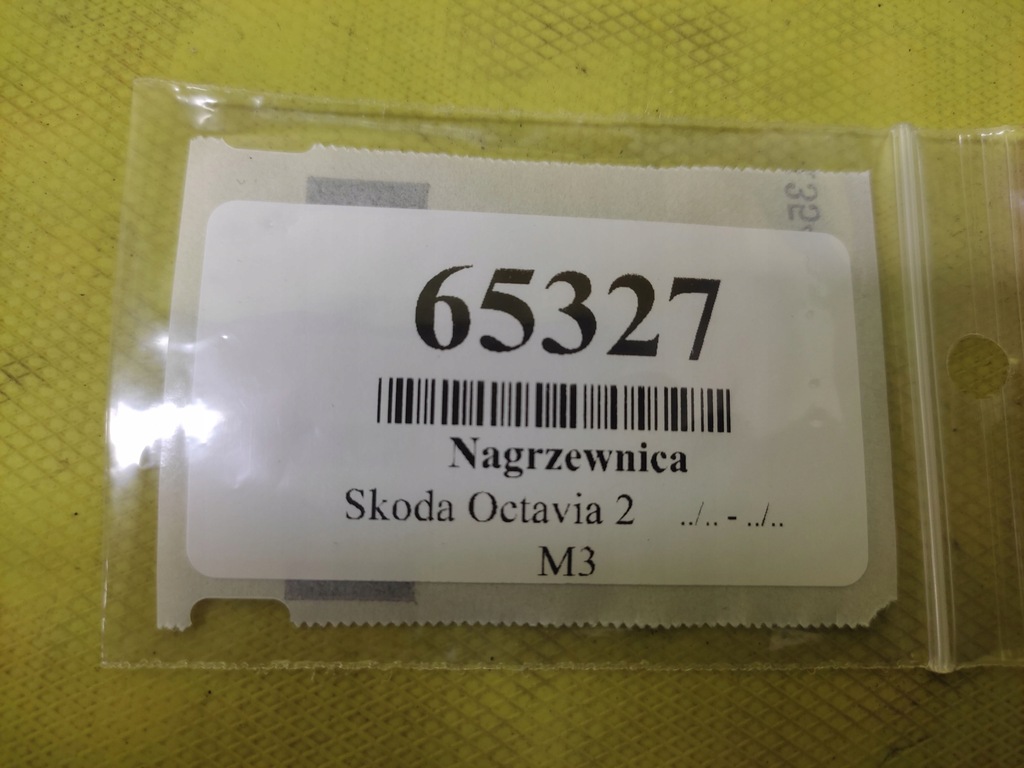 65327
Nagrzewnica
Skoda Octavia 2 ../.. - ../..
M3